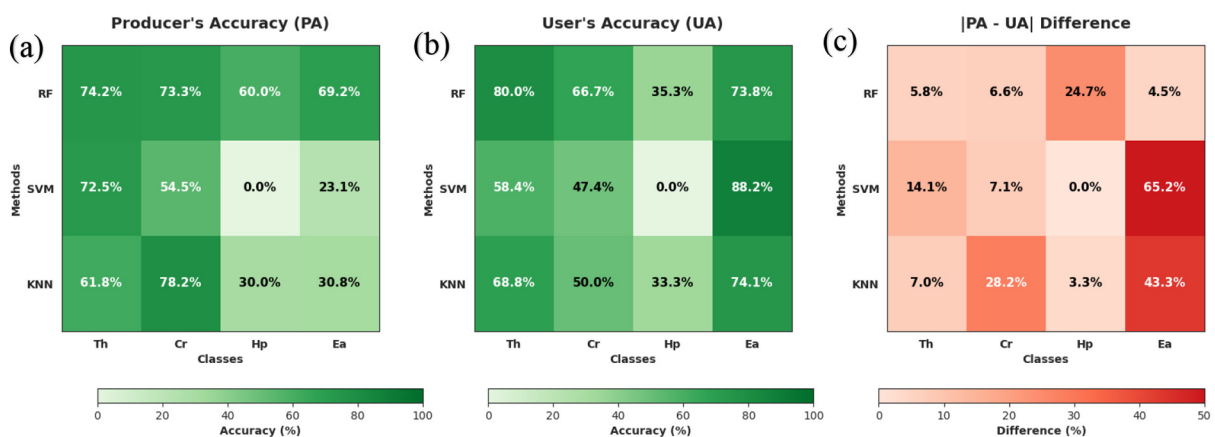 (a)
Producer's Accuracy (PA)
Methods
RF
74.2% 73.3% 60.0% 69.2%
SVM
72.5% 54.5% 0.0% 23.1%
KNN
61.8% 78.2% 30.0% 30.8%
Th Cr Hp Ea
Classes
0 20 40 60 80 100
Accuracy (%)
(b)
User's Accuracy (UA)
Methods
RF
80.0% 66.7% 35.3% 73.8%
SVM
58.4% 47.4% 0.0% 88.2%
KNN
68.8% 50.0% 33.3% 74.1%
Th Cr Hp Ea
Classes
0 20 40 60 80 100
Accuracy (%)
(c)
|PA - UA| Difference
Methods
RF
5.8% 6.6% 24.7% 4.5%
SVM
14.1% 7.1% 0.0% 65.2%
KNN
7.0% 28.2% 3.3% 43.3%
Th Cr Hp Ea
Classes
0 10 20 30 40 50
Difference (%)